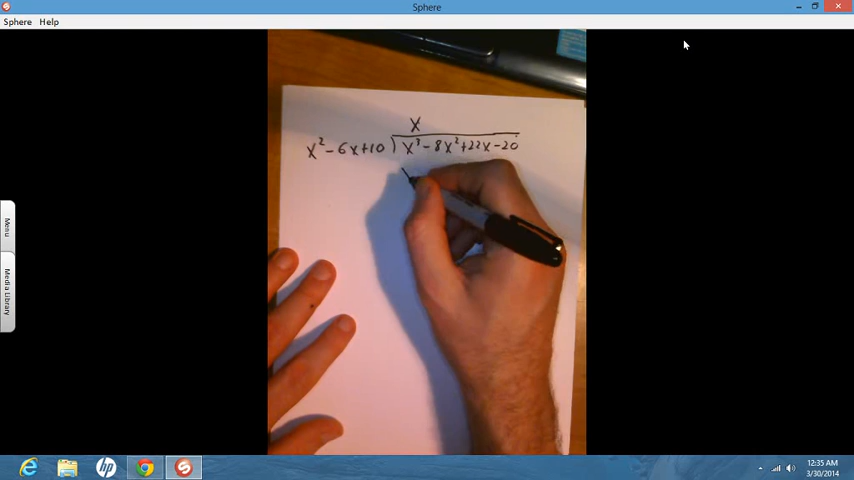 Sphere
Sphere Help
x
x² - 6x + 10 ) x³ - 8x² + 22x - 20
Menu
Media Library
12:35 AM
3/30/2014